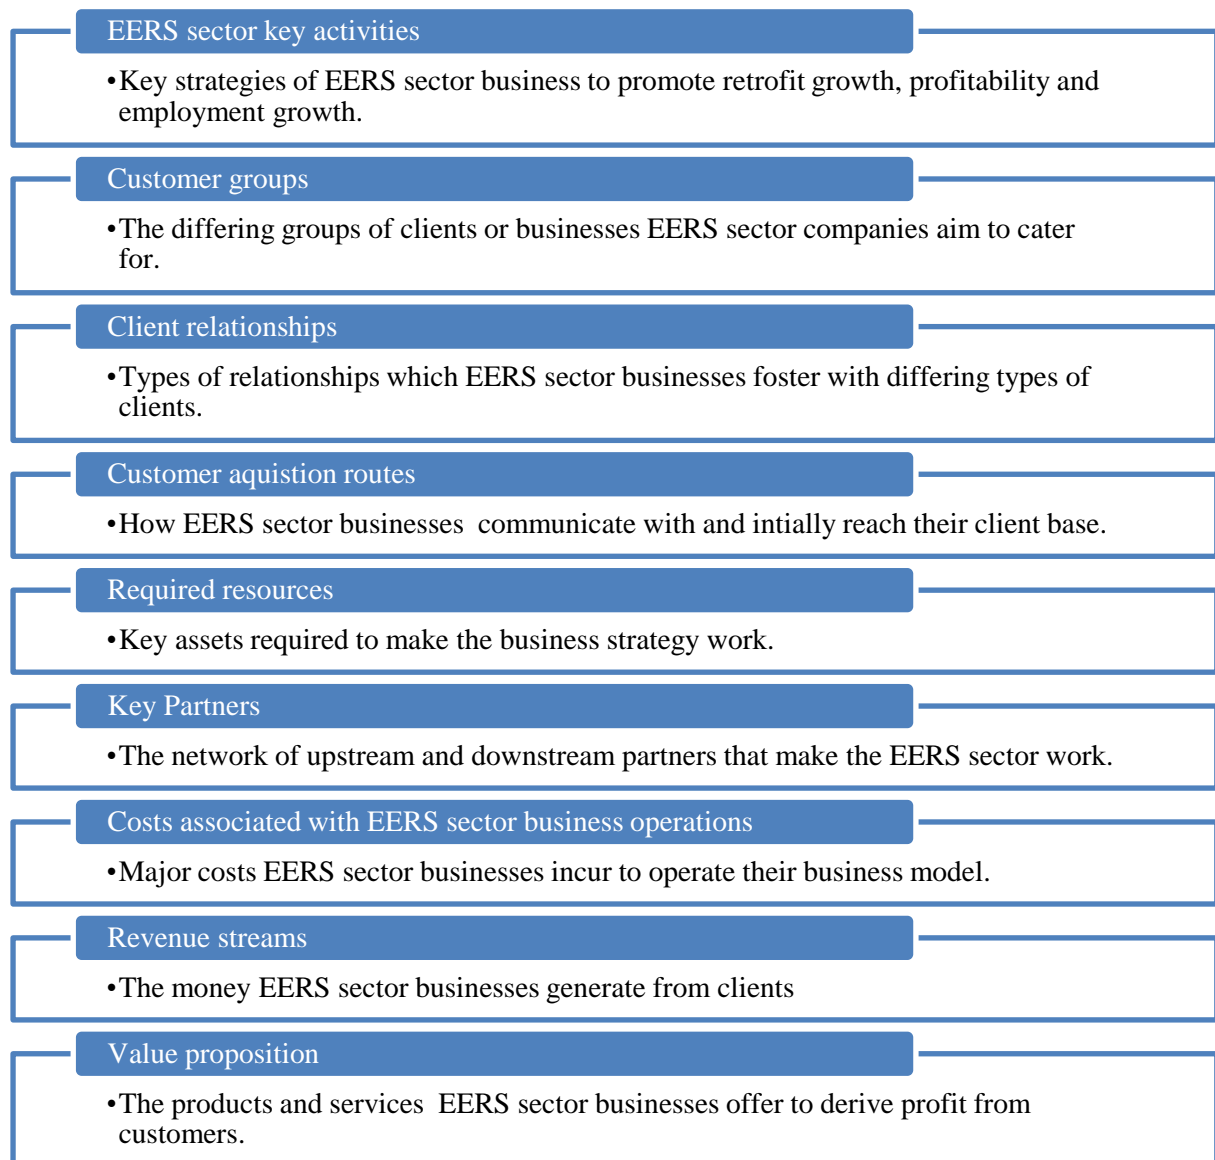 EERS sector key activities
•Key strategies of EERS sector business to promote retrofit growth, profitability and
employment growth.
Customer groups
•The differing groups of clients or businesses EERS sector companies aim to cater
for.
Client relationships
•Types of relationships which EERS sector businesses foster with differing types of
clients.
Customer aquistion routes
•How EERS sector businesses  communicate with and intially reach their client base.
Required resources
•Key assets required to make the business strategy work.
Key Partners
•The network of upstream and downstream partners that make the EERS sector work.
Costs associated with EERS sector business operations
•Major costs EERS sector businesses incur to operate their business model.
Revenue streams
•The money EERS sector businesses generate from clients
Value proposition
•The products and services  EERS sector businesses offer to derive profit from
customers.